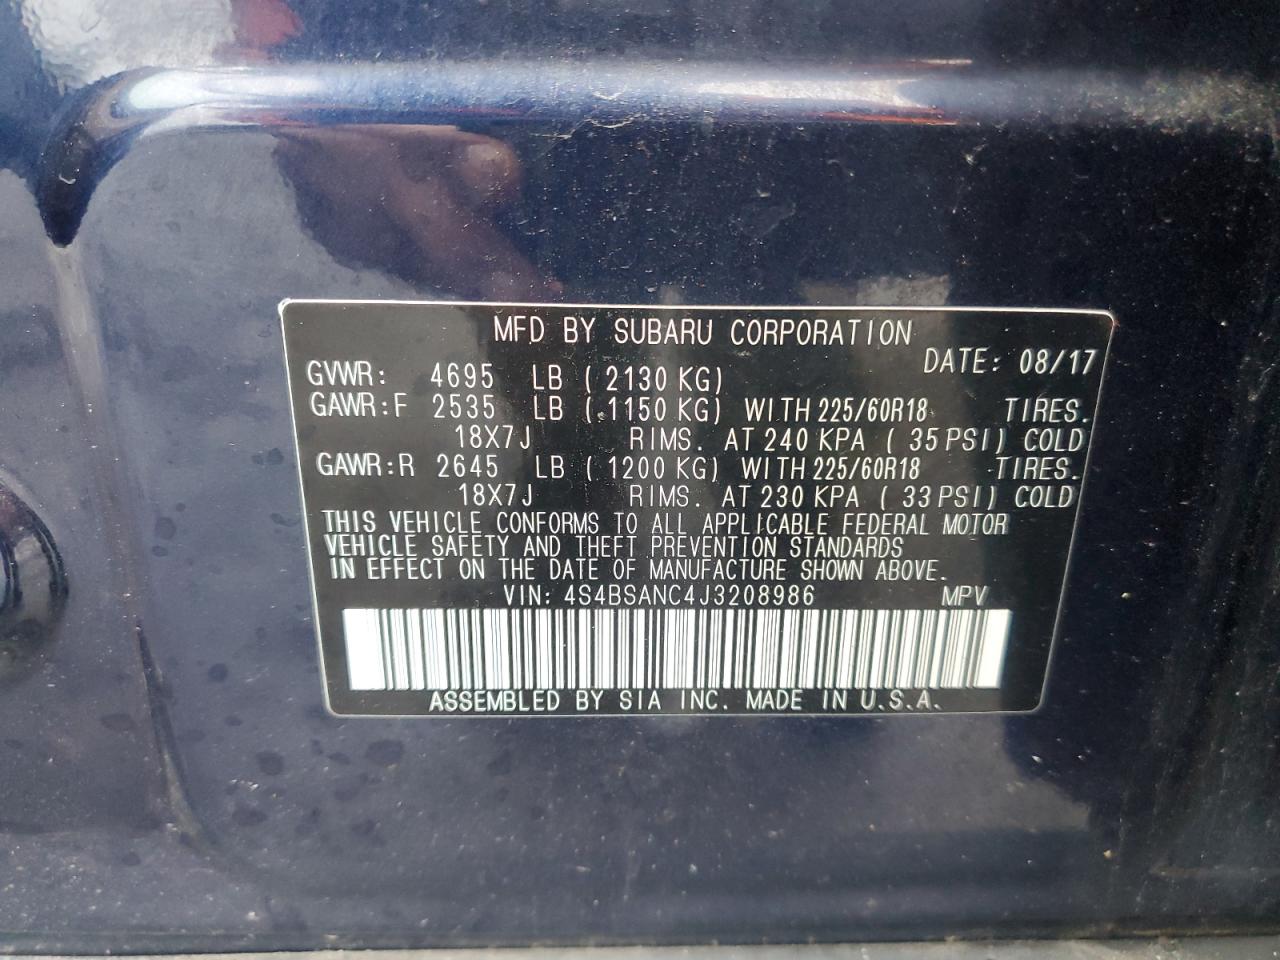 MFD BY SUBARU CORPORATION
DATE: 08/17
GVWR: 4695 LB ( 2130 KG)
GAWR:F 2535 LB ( 1150 KG) WITH 225/60R18 TIRES.
18X7J RIMS. AT 240 KPA ( 35 PSI) COLD
GAWR:R 2645 LB ( 1200 KG) WITH 225/60R18 TIRES.
18X7J RIMS. AT 230 KPA ( 33 PSI) COLD
THIS VEHICLE CONFORMS TO ALL APPLICABLE FEDERAL MOTOR
VEHICLE SAFETY AND THEFT PREVENTION STANDARDS
IN EFFECT ON THE DATE OF MANUFACTURE SHOWN ABOVE.
VIN: 4S4BSANC4J3208986 MPV
ASSEMBLED BY SIA INC. MADE IN U.S.A.